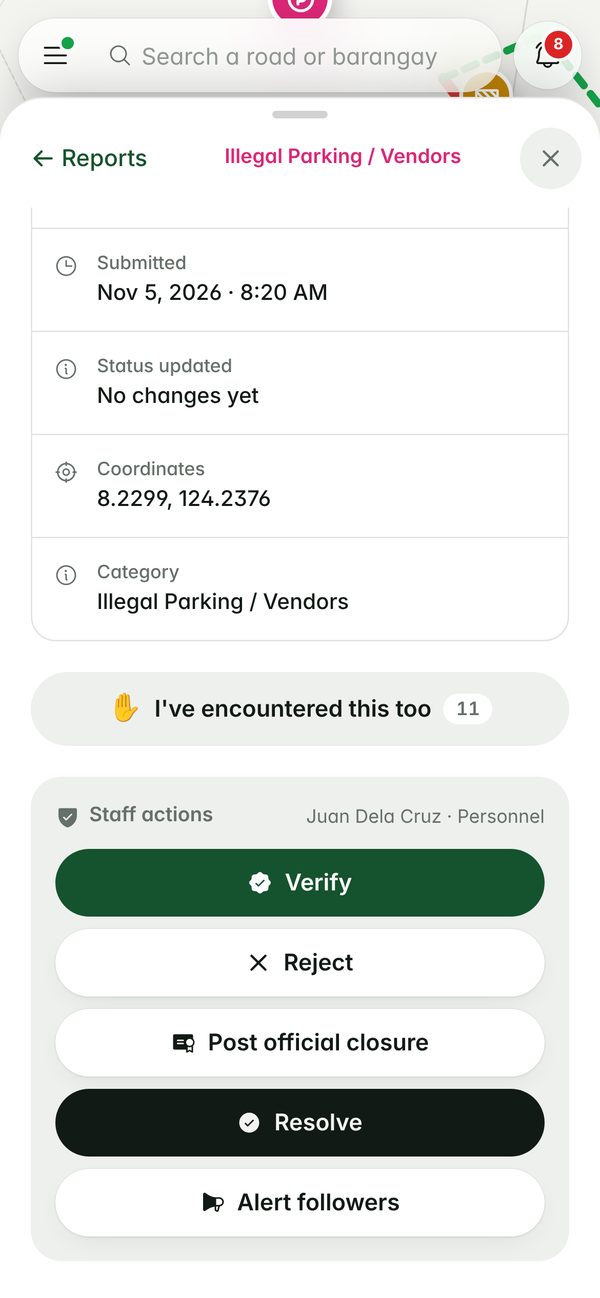 Search a road or barangay
8
Reports
Illegal Parking / Vendors
Submitted
Nov 5, 2026 · 8:20 AM
Status updated
No changes yet
Coordinates
8.2299, 124.2376
Category
Illegal Parking / Vendors
✋ I've encountered this too 11
Staff actions
Juan Dela Cruz · Personnel
Verify
Reject
Post official closure
Resolve
Alert followers